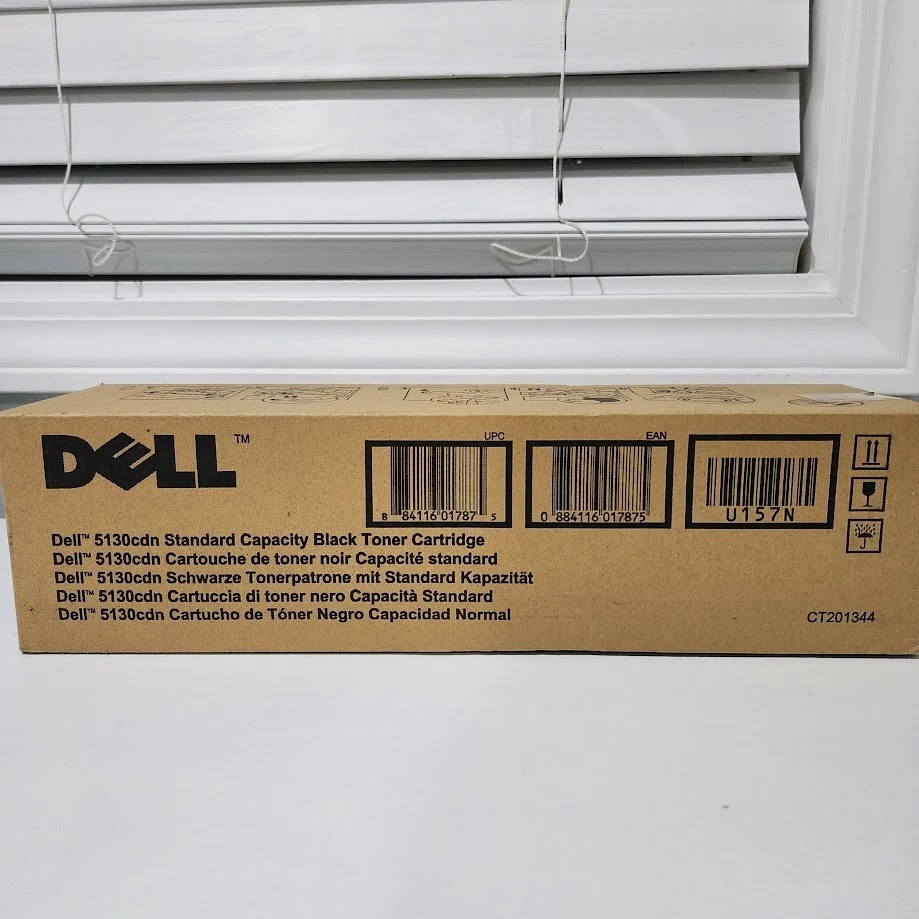 DELL™
UPC
8 84116 01787 5
EAN
0 884116 017875
U157N
Dell™ 5130cdn Standard Capacity Black Toner Cartridge
Dell™ 5130cdn Cartouche de toner noir Capacité standard
Dell™ 5130cdn Schwarze Tonerpatrone mit Standard Kapazität
Dell™ 5130cdn Cartuccia di toner nero Capacità Standard
Dell™ 5130cdn Cartucho de Tóner Negro Capacidad Normal
CT201344